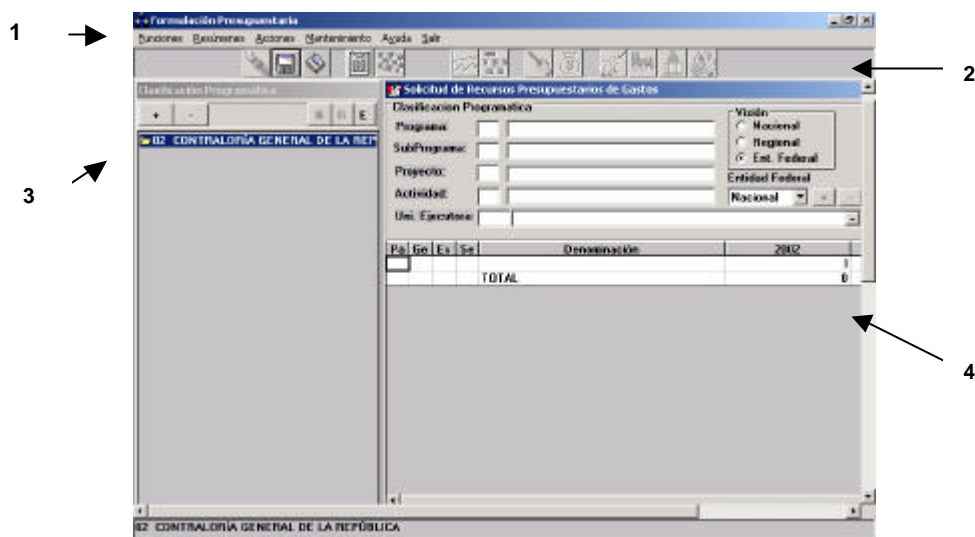 Formulación Presupuestaria
1
Funciones Resúmenes Acciones Mantenimiento Ayuda Salir
2
Clasificación Programática
Solicitud de Recursos Presupuestarios de Gastos
+ - E
Clasificacion Programatica
Visión
Programa:
Nacional
02 CONTRALORÍA GENERAL DE LA REP
SubPrograma:
Regional
Ent. Federal
3
Proyecto:
Entidad Federal
Actividad:
Nacional
Uni. Ejecutora:
Pa Ge Es Se Denominación 2002
1
TOTAL 0
4
02 CONTRALORÍA GENERAL DE LA REPÚBLICA